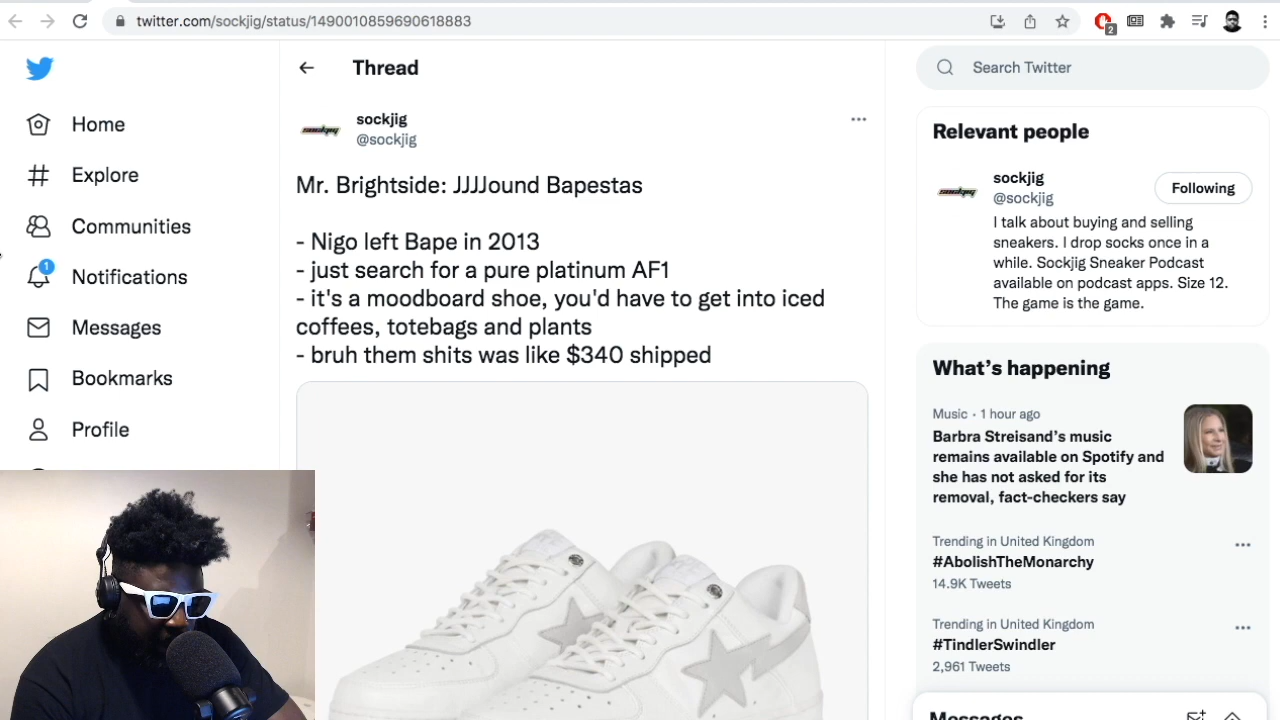 twitter.com/sockjig/status/1490010859690618883
2
Home
Explore
Communities
1
Notifications
Messages
Bookmarks
Profile
Thread
sockjig
sockjig
@sockjig
Mr. Brightside: JJJJound Bapestas
- Nigo left Bape in 2013
- just search for a pure platinum AF1
- it's a moodboard shoe, you'd have to get into iced
coffees, totebags and plants
- bruh them shits was like $340 shipped
Search Twitter
Relevant people
sockjig
sockjig
@sockjig
Following
I talk about buying and selling
sneakers. I drop socks once in a
while. Sockjig Sneaker Podcast
available on podcast apps. Size 12.
The game is the game.
What's happening
Music · 1 hour ago
Barbra Streisand's music
remains available on Spotify and
she has not asked for its
removal, fact-checkers say
Trending in United Kingdom
#AbolishTheMonarchy
14.9K Tweets
Trending in United Kingdom
#TindlerSwindler
2,961 Tweets
Messages